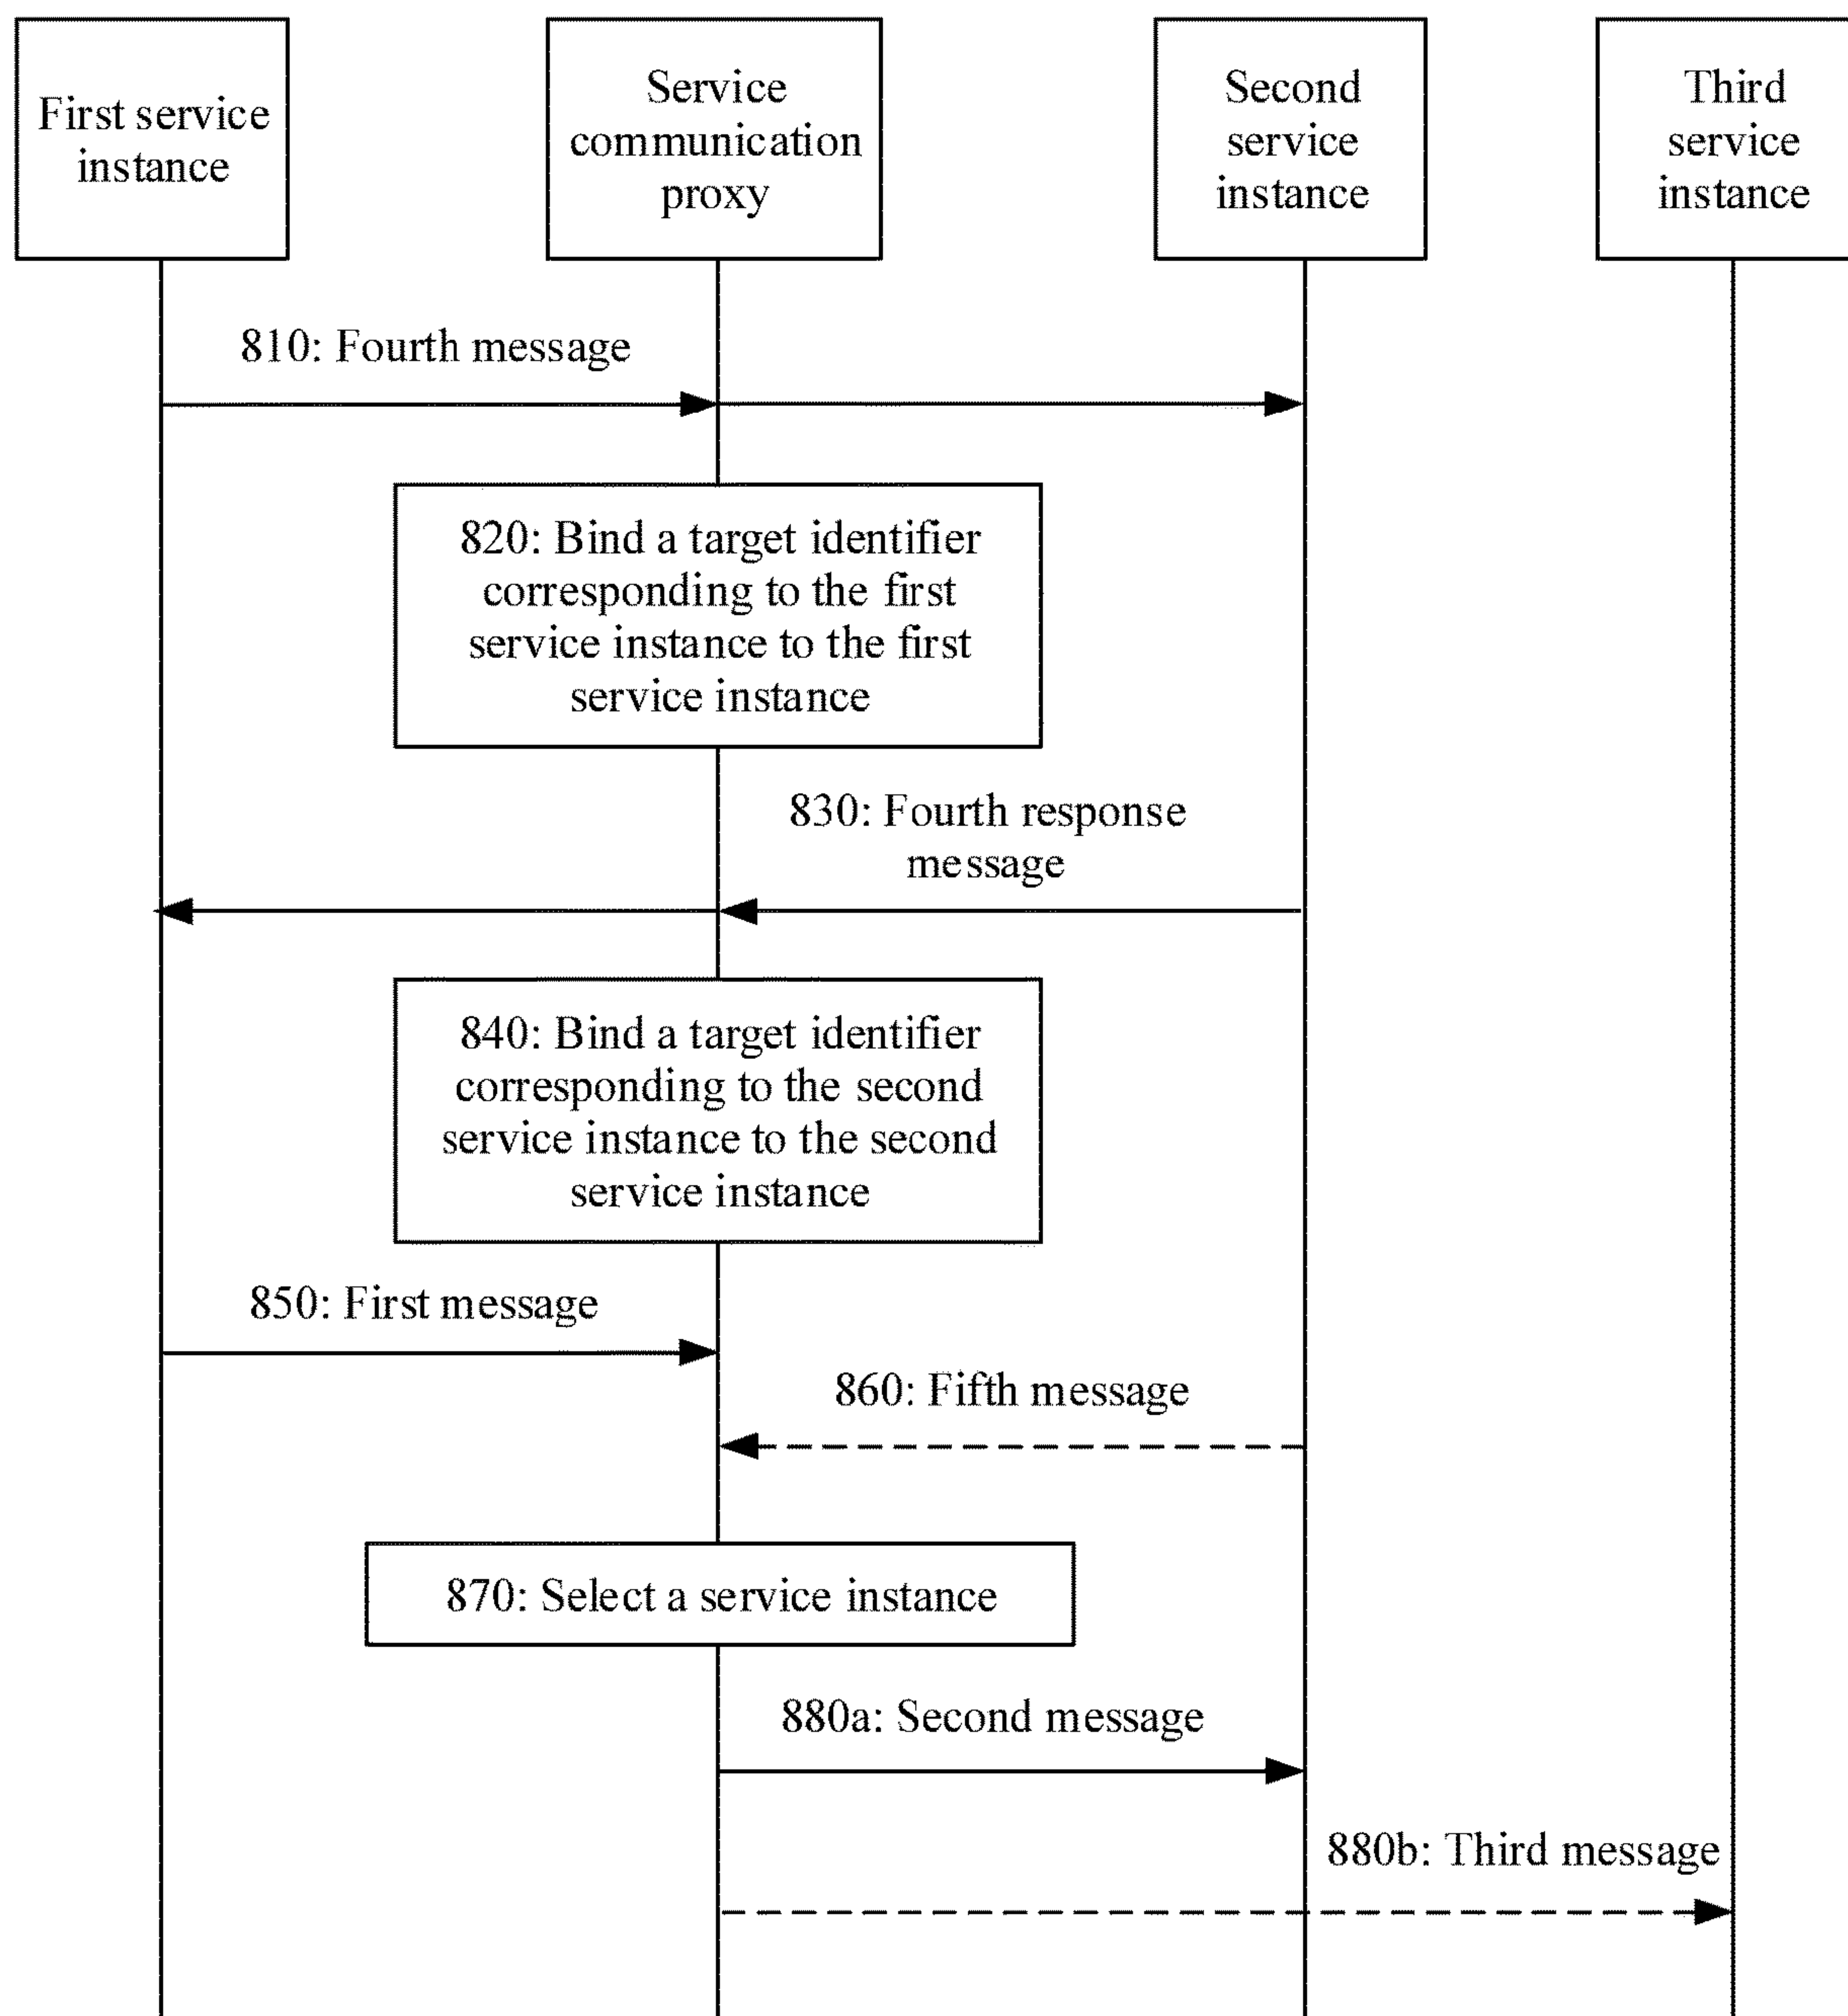 First service
instance
Service
communication
proxy
Second
service
instance
Third
service
instance
810: Fourth message
820: Bind a target identifier
corresponding to the first
service instance to the first
service instance
830: Fourth response
message
840: Bind a target identifier
corresponding to the second
service instance to the second
service instance
850: First message
860: Fifth message
870: Select a service instance
880a: Second message
880b: Third message